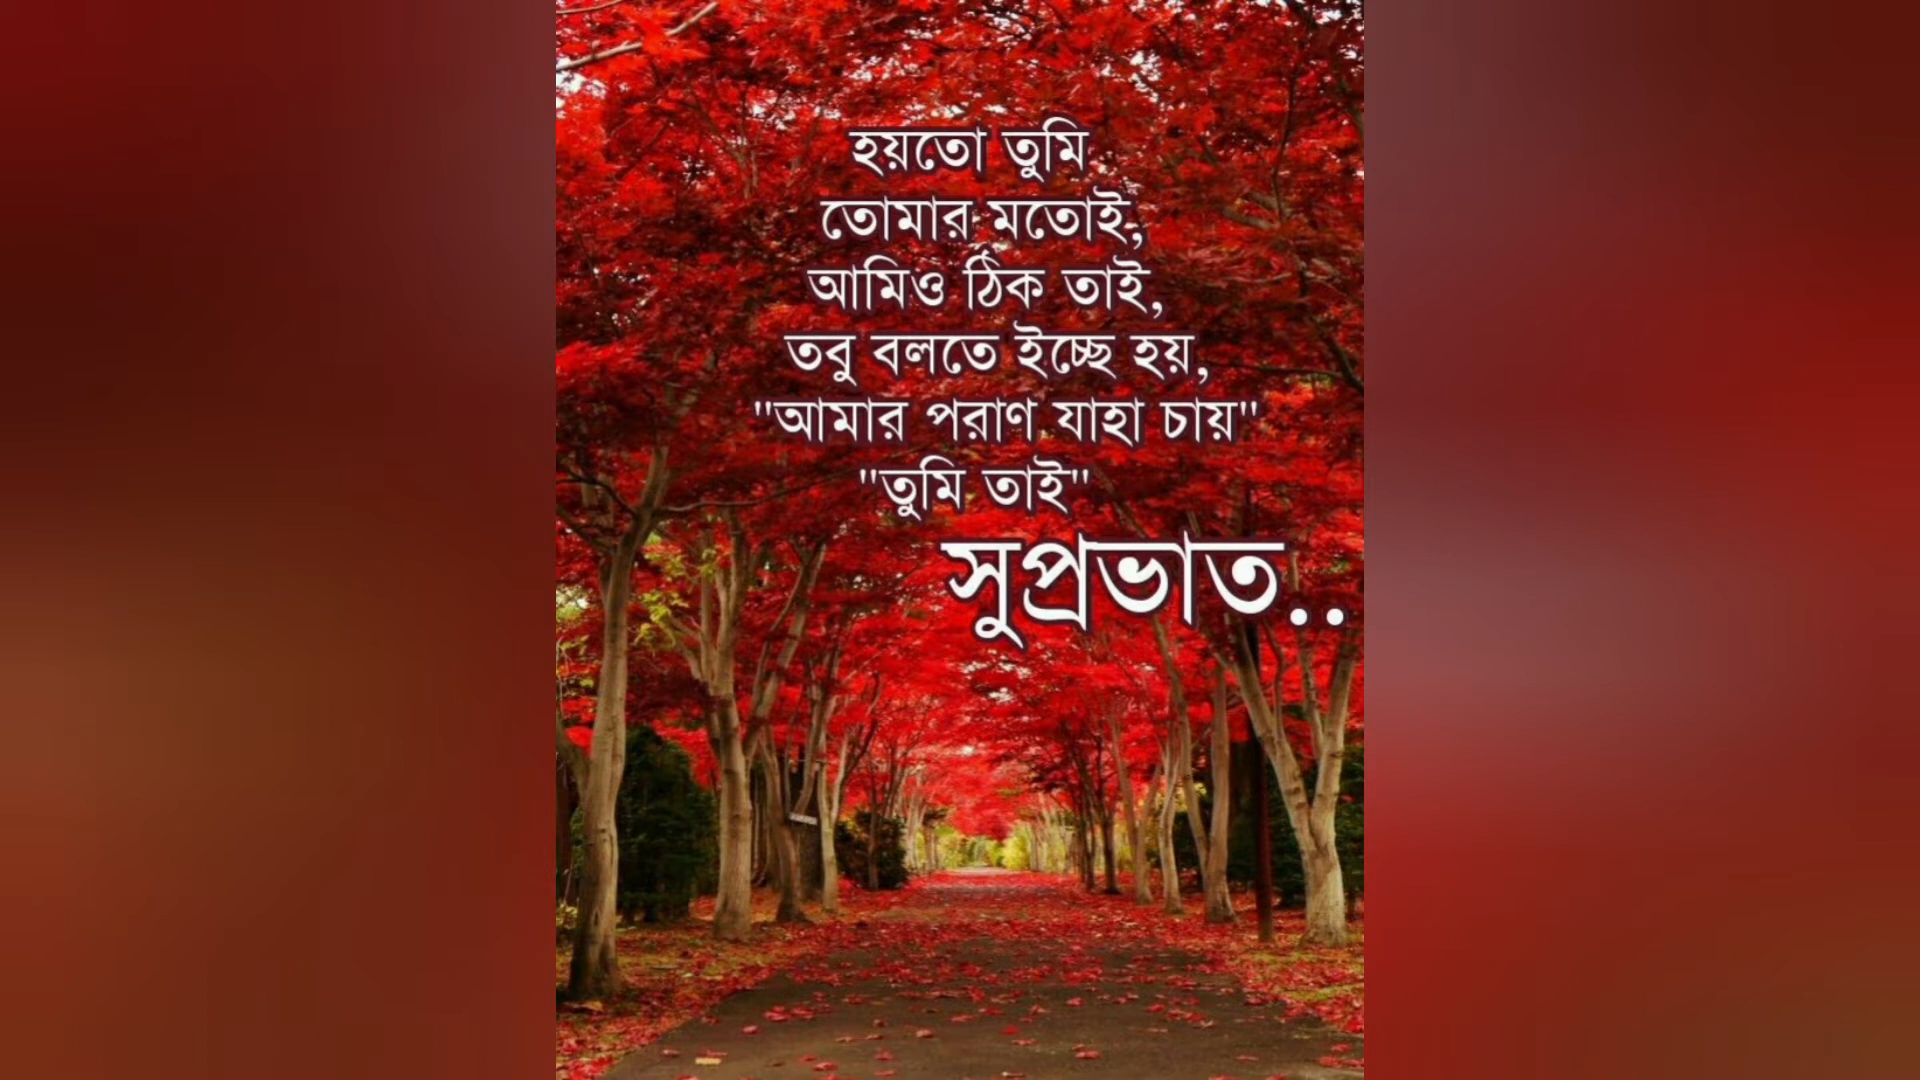 হয়তো তুমি
তোমার মতোই,
আমিও ঠিক তাই,
তবু বলতে ইচ্ছে হয়,
"আমার পরাণ যাহা চায়"
"তুমি তাই"
সুপ্রভাত..